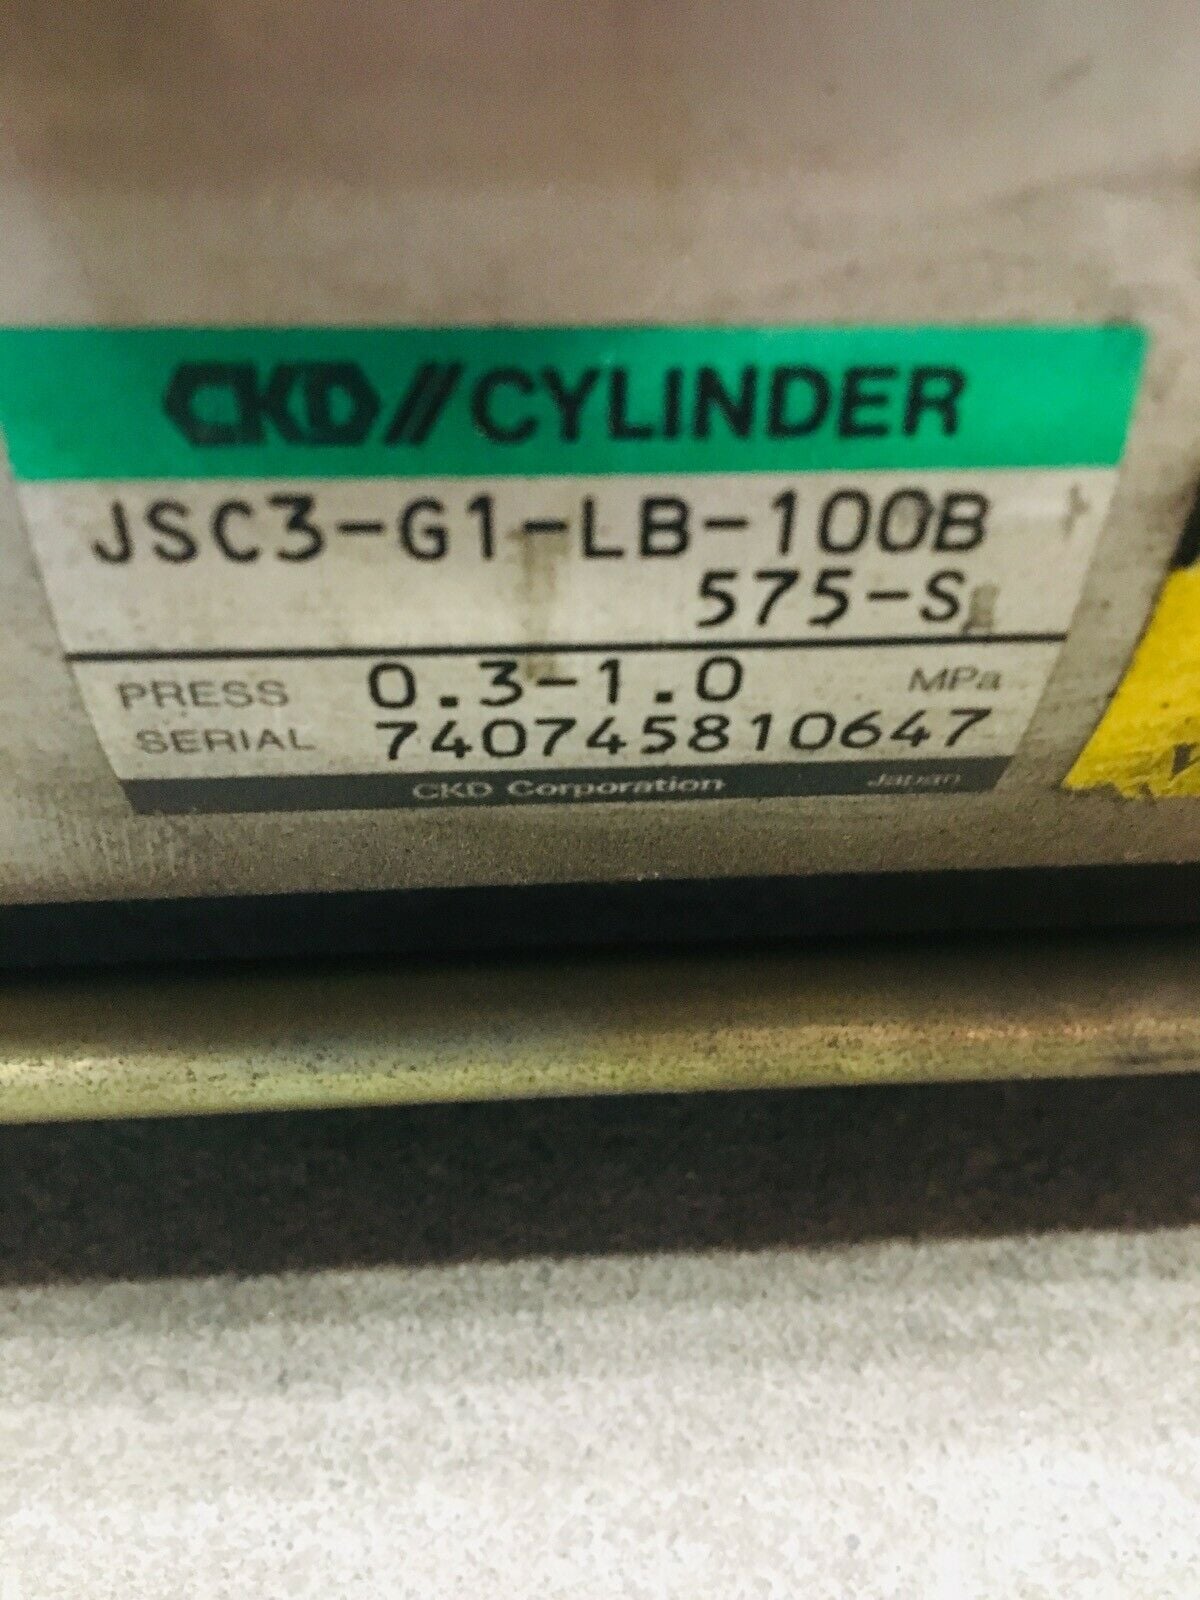 CKD//CYLINDER
JSC3-G1-LB-100B
575-S
PRESS 0.3-1.0 MPa
SERIAL 740745810647
CKD Corporation Japan